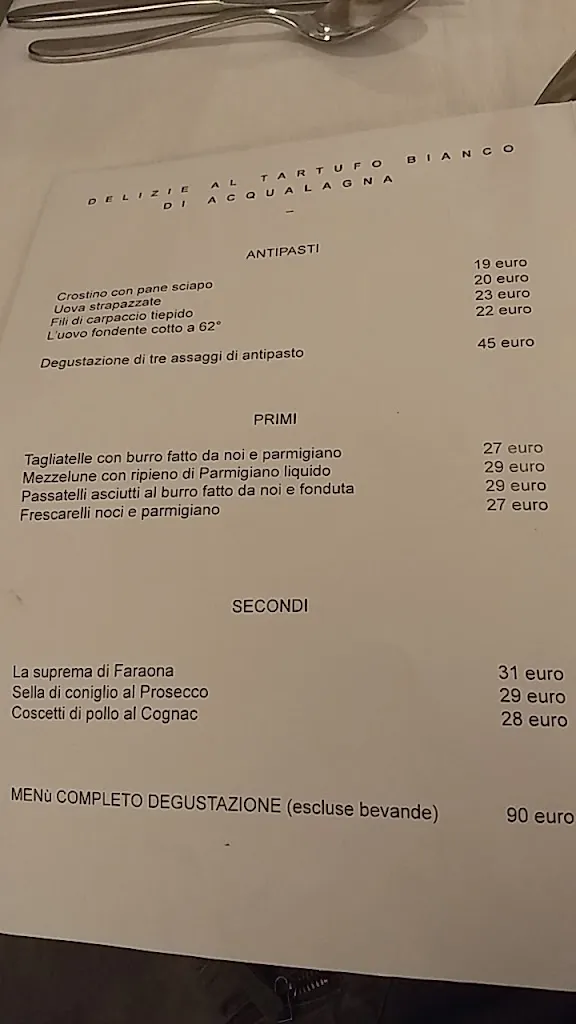 DELIZIE AL TARTUFO BIANCO
DI ACQUALAGNA
–
ANTIPASTI
Crostino con pane sciapo 19 euro
Uova strapazzate 20 euro
Fili di carpaccio tiepido 23 euro
L'uovo fondente cotto a 62° 22 euro
Degustazione di tre assaggi di antipasto 45 euro
PRIMI
Tagliatelle con burro fatto da noi e parmigiano 27 euro
Mezzelune con ripieno di Parmigiano liquido 29 euro
Passatelli asciutti al burro fatto da noi e fonduta 29 euro
Frescarelli noci e parmigiano 27 euro
SECONDI
La suprema di Faraona 31 euro
Sella di coniglio al Prosecco 29 euro
Coscetti di pollo al Cognac 28 euro
MENù COMPLETO DEGUSTAZIONE (escluse bevande) 90 euro